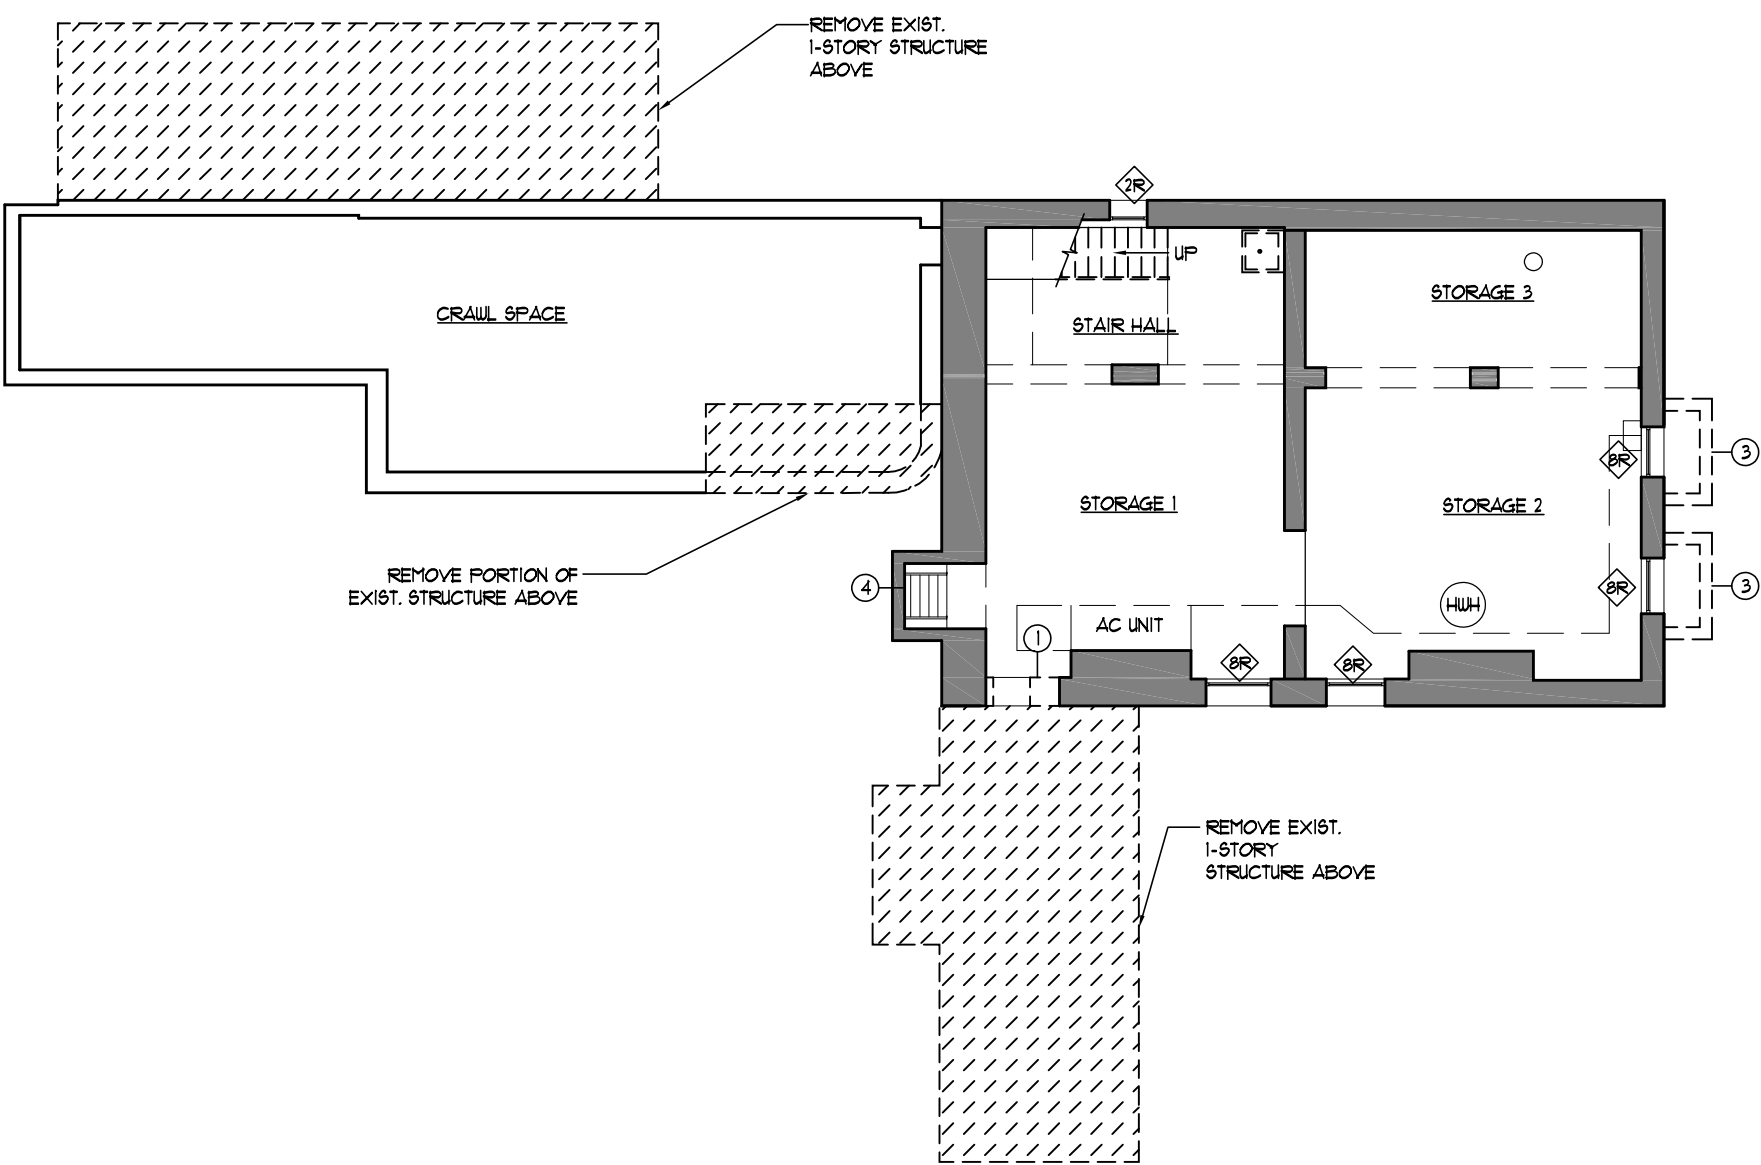 REMOVE EXIST.
1-STORY STRUCTURE
ABOVE
2R
UP
STORAGE 3
CRAWL SPACE
STAIR HALL
3
8R
STORAGE 1
STORAGE 2
REMOVE PORTION OF
EXIST. STRUCTURE ABOVE
4
8R
3
HWH
AC UNIT
1
8R
8R
REMOVE EXIST.
1-STORY
STRUCTURE ABOVE